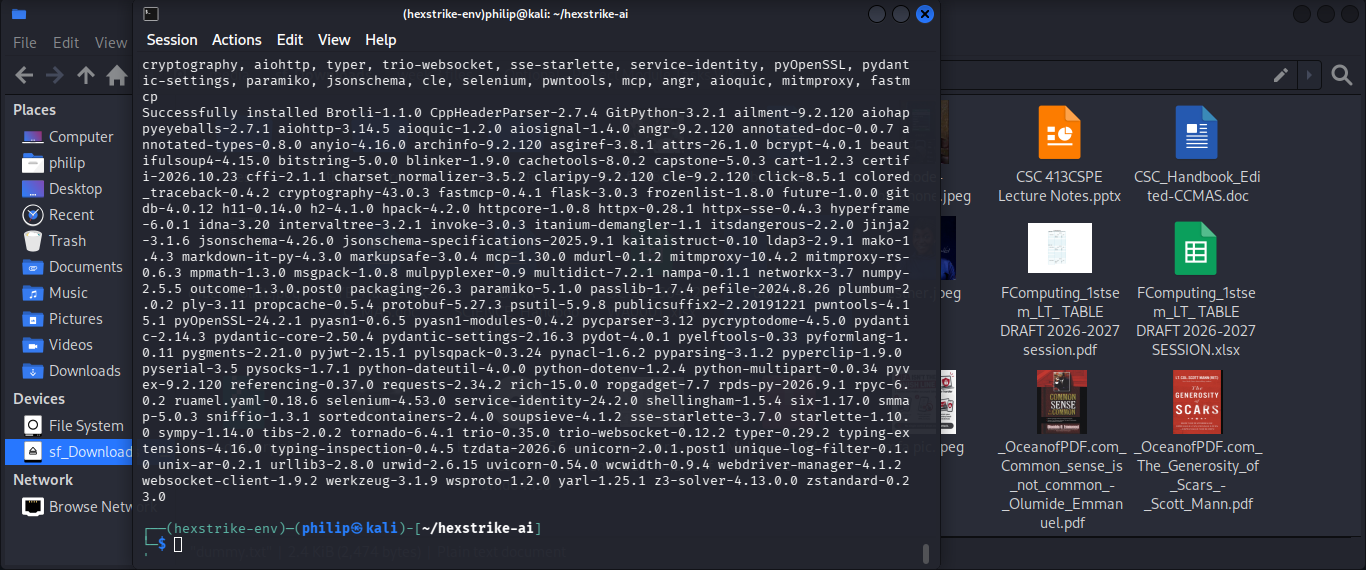 (hexstrike-env)philip@kali: ~/hexstrike-ai
Session Actions Edit View Help
File Edit View
Places
Computer
philip
Desktop
Recent
Trash
Documents
Music
Pictures
Videos
Downloads
Devices
File System
sf_Download
Network
Browse Netw
cryptography, aiohttp, typer, trio-websocket, sse-starlette, service-identity, pyOpenSSL, pydant
ic-settings, paramiko, jsonschema, cle, selenium, pwntools, mcp, angr, aioquic, mitmproxy, fastm
cp
Successfully installed Brotli-1.1.0 CppHeaderParser-2.7.4 GitPython-3.2.1 ailment-9.2.120 aiohap
pyeyeballs-2.7.1 aiohttp-3.14.5 aioquic-1.2.0 aiosignal-1.4.0 angr-9.2.120 annotated-doc-0.0.7 a
nnotated-types-0.8.0 anyio-4.16.0 archinfo-9.2.120 asgiref-3.8.1 attrs-26.1.0 bcrypt-4.0.1 beaut
ifulsoup4-4.15.0 bitstring-5.0.0 blinker-1.9.0 cachetools-8.0.2 capstone-5.0.3 cart-1.2.3 certif
i-2026.10.23 cffi-2.1.1 charset_normalizer-3.5.2 claripy-9.2.120 cle-9.2.120 click-8.5.1 colored
_traceback-0.4.2 cryptography-43.0.3 fastmcp-0.4.1 flask-3.0.3 frozenlist-1.8.0 future-1.0.0 git
db-4.0.12 h11-0.14.0 h2-4.1.0 hpack-4.2.0 httpcore-1.0.8 httpx-0.28.1 httpx-sse-0.4.3 hyperframe
-6.0.1 idna-3.20 intervaltree-3.2.1 invoke-3.0.3 itanium-demangler-1.1 itsdangerous-2.2.0 jinja2
-3.1.6 jsonschema-4.26.0 jsonschema-specifications-2025.9.1 kaitaistruct-0.10 ldap3-2.9.1 mako-1
.4.3 markdown-it-py-4.3.0 markupsafe-3.0.4 mcp-1.30.0 mdurl-0.1.2 mitmproxy-10.4.2 mitmproxy-rs-
0.6.3 mpmath-1.3.0 msgpack-1.0.8 mulpyplexer-0.9 multidict-7.2.1 nampa-0.1.1 networkx-3.7 numpy-
2.5.5 outcome-1.3.0.post0 packaging-26.3 paramiko-5.1.0 passlib-1.7.4 pefile-2024.8.26 plumbum-2
.0.2 ply-3.11 propcache-0.5.4 protobuf-5.27.3 psutil-5.9.8 publicsuffix2-2.20191221 pwntools-4.1
5.1 pyOpenSSL-24.2.1 pyasn1-0.6.5 pyasn1-modules-0.4.2 pycparser-3.12 pycryptodome-4.5.0 pydanti
c-2.14.3 pydantic-core-2.50.4 pydantic-settings-2.16.3 pydot-4.0.1 pyelftools-0.33 pyformlang-1.
0.11 pygments-2.21.0 pyjwt-2.15.1 pylsqpack-0.3.24 pynacl-1.6.2 pyparsing-3.1.2 pyperclip-1.9.0
pyserial-3.5 pysocks-1.7.1 python-dateutil-4.0.0 python-dotenv-1.2.4 python-multipart-0.0.34 pyv
ex-9.2.120 referencing-0.37.0 requests-2.34.2 rich-15.0.0 ropgadget-7.7 rpds-py-2026.9.1 rpyc-6.
0.2 ruamel.yaml-0.18.6 selenium-4.53.0 service-identity-24.2.0 shellingham-1.5.4 six-1.17.0 smma
p-5.0.3 sniffio-1.3.1 sortedcontainers-2.4.0 soupsieve-4.1.2 sse-starlette-3.7.0 starlette-1.10.
0 sympy-1.14.0 tibs-2.0.2 tornado-6.4.1 trio-0.35.0 trio-websocket-0.12.2 typer-0.29.2 typing-ex
tensions-4.16.0 typing-inspection-0.4.5 tzdata-2026.6 unicorn-2.0.1.post1 unique-log-filter-0.1.
0 unix-ar-0.2.1 urllib3-2.8.0 urwid-2.6.15 uvicorn-0.54.0 wcwidth-0.9.4 webdriver-manager-4.1.2
websocket-client-1.9.2 werkzeug-3.1.9 wsproto-1.2.0 yarl-1.25.1 z3-solver-4.13.0.0 zstandard-0.2
3.0
(hexstrike-env)-(philip㉿kali)-[~/hexstrike-ai]
$
CSC 413CSPE
Lecture Notes.pptx
CSC_Handbook_Edi
ted-CCMAS.doc
FComputing_1stse
m_LT_ TABLE
DRAFT 2026-2027
session.pdf
FComputing_1stse
m_LT_ TABLE
DRAFT 2026-2027
SESSION.xlsx
COMMON
SENSE
COMMON
The
GENEROSITY
of
SCARS
_OceanofPDF.com_
Common_sense_is
_not_common_-
_Olumide_Emman
uel.pdf
_OceanofPDF.com_
The_Generosity_of
_Scars_-
_Scott_Mann.pdf